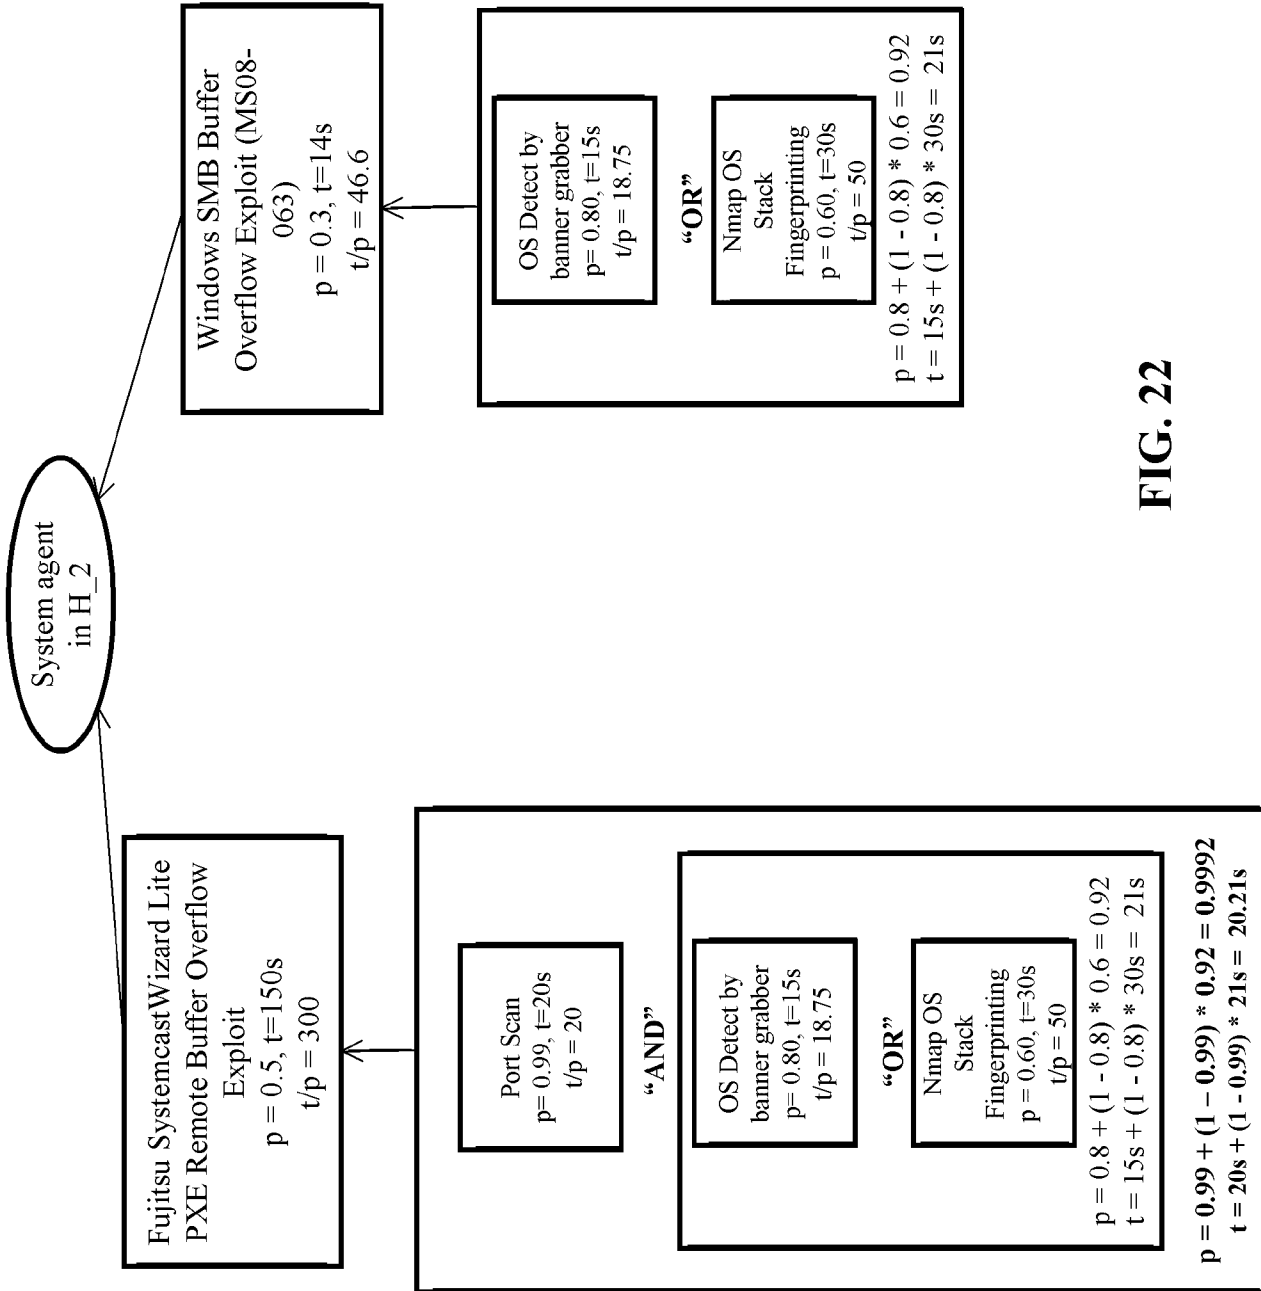 System agent
in H_2
Fujitsu SystemcastWizard Lite
PXE Remote Buffer Overflow
Exploit
p = 0.5, t=150s
t/p = 300
Port Scan
p= 0.99, t=20s
t/p = 20
“AND”
OS Detect by
banner grabber
p= 0.80, t=15s
t/p = 18.75
“OR”
Nmap OS
Stack
Fingerprinting
p = 0.60, t=30s
t/p = 50
p = 0.8 + (1 - 0.8) * 0.6 = 0.92
t = 15s + (1 - 0.8) * 30s = 21s
p = 0.99 + (1 – 0.99) * 0.92 = 0.9992
t = 20s + (1 - 0.99) * 21s = 20.21s
Windows SMB Buffer
Overflow Exploit (MS08-
063)
p = 0.3, t=14s
t/p = 46.6
OS Detect by
banner grabber
p= 0.80, t=15s
t/p = 18.75
“OR”
Nmap OS
Stack
Fingerprinting
p = 0.60, t=30s
t/p = 50
p = 0.8 + (1 - 0.8) * 0.6 = 0.92
t = 15s + (1 - 0.8) * 30s = 21s
FIG. 22